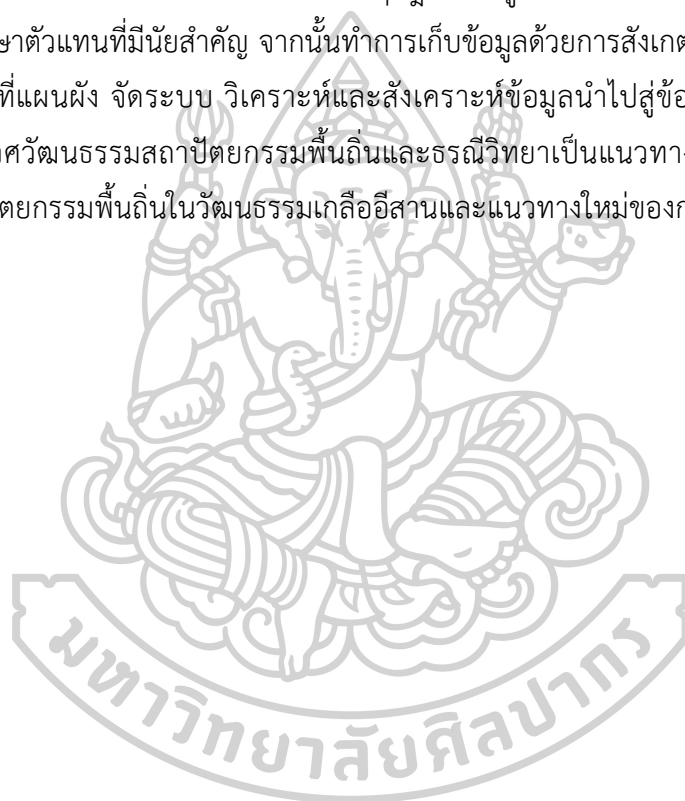 ษาตัวแทนที่มีนัยสำคัญ จากนั้นทำการเก็บข้อมูลด้วยการสังเกต
ที่แผนผัง จัดระบบ วิเคราะห์และสังเคราะห์ข้อมูลนำไปสู่ข้อ
ศวัฒนธรรมสถาปัตยกรรมพื้นถิ่นและธรณีวิทยาเป็นแนวทา
ตยกรรมพื้นถิ่นในวัฒนธรรมเกลืออีสานและแนวทางใหม่ของก
มหาวิทยาลัยศิลปากร